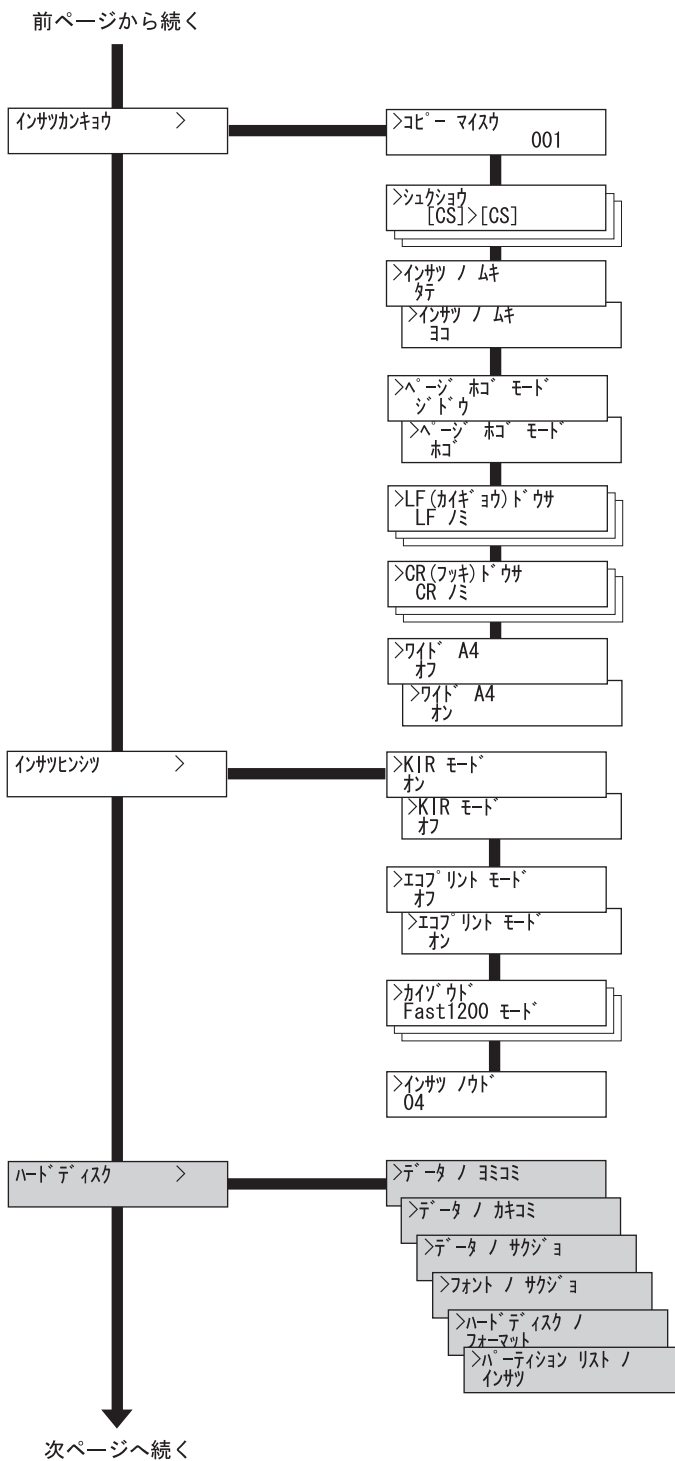 前ページから続く
インサツカンキョウ >
>コピー マイスウ
001
>シュクショウ
[CS]>[CS]
>インサツ ノ ムキ
タテ
>インサツ ノ ムキ
ヨコ
>ページ ホゴ モード
ジドウ
>ページ ホゴ モード
ホゴ
>LF(カイギョウ)ドウサ
LF ノミ
>CR(フッキ)ドウサ
CR ノミ
>ワイド A4
オフ
>ワイド A4
オン
インサツヒンシツ >
>KIR モード
オン
>KIR モード
オフ
>エコプリント モード
オフ
>エコプリント モード
オン
>カイゾウド
Fast1200 モード
>インサツ ノウド
04
ハードディスク >
>データ ノ ヨミコミ
>データ ノ カキコミ
>データ ノ サクジョ
>フォント ノ サクジョ
>ハードディスク ノ
フォーマット
>パーティション リスト ノ
インサツ
次ページへ続く